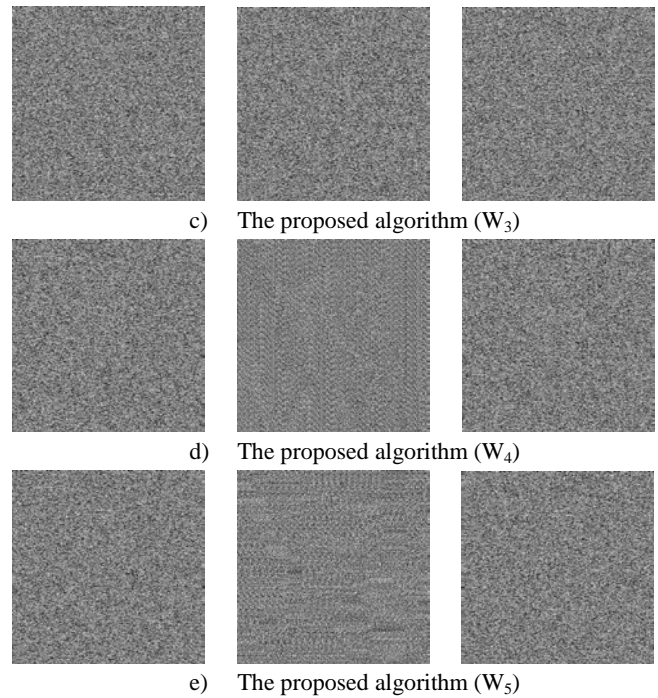 c) The proposed algorithm (W₃)
d) The proposed algorithm (W₄)
e) The proposed algorithm (W₅)